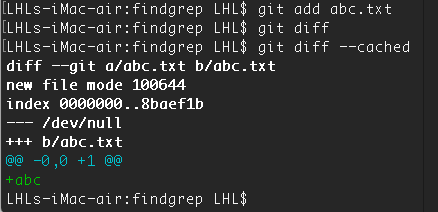 [LHLs-iMac-air:findgrep LHL$ git add abc.txt
[LHLs-iMac-air:findgrep LHL$ git diff
[LHLs-iMac-air:findgrep LHL$ git diff --cached
diff --git a/abc.txt b/abc.txt
new file mode 100644
index 0000000..8baef1b
--- /dev/null
+++ b/abc.txt
@@ -0,0 +1 @@
+abc
LHLs-iMac-air:findgrep LHL$